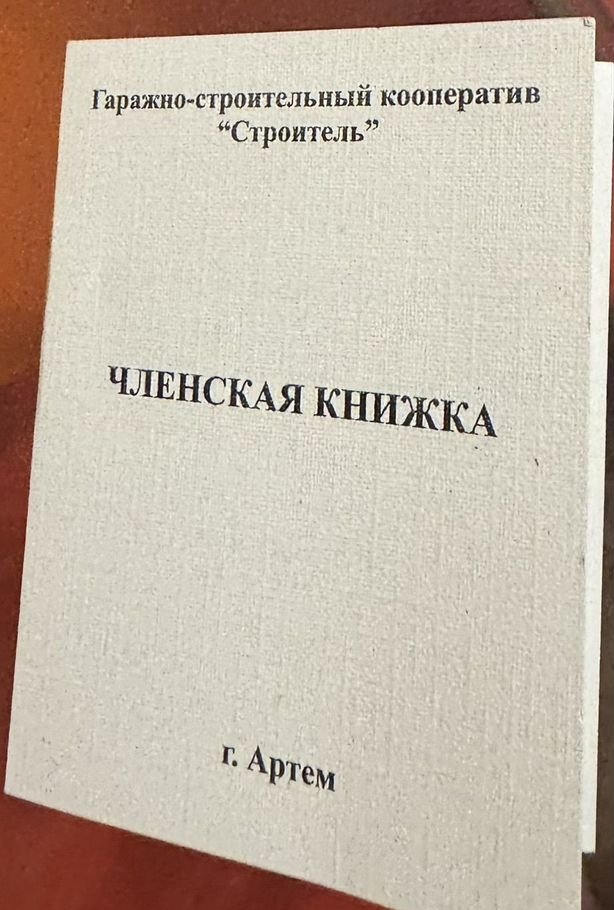 Гаражно-строительный кооператив
“Строитель”
ЧЛЕНСКАЯ КНИЖКА
г. Артем